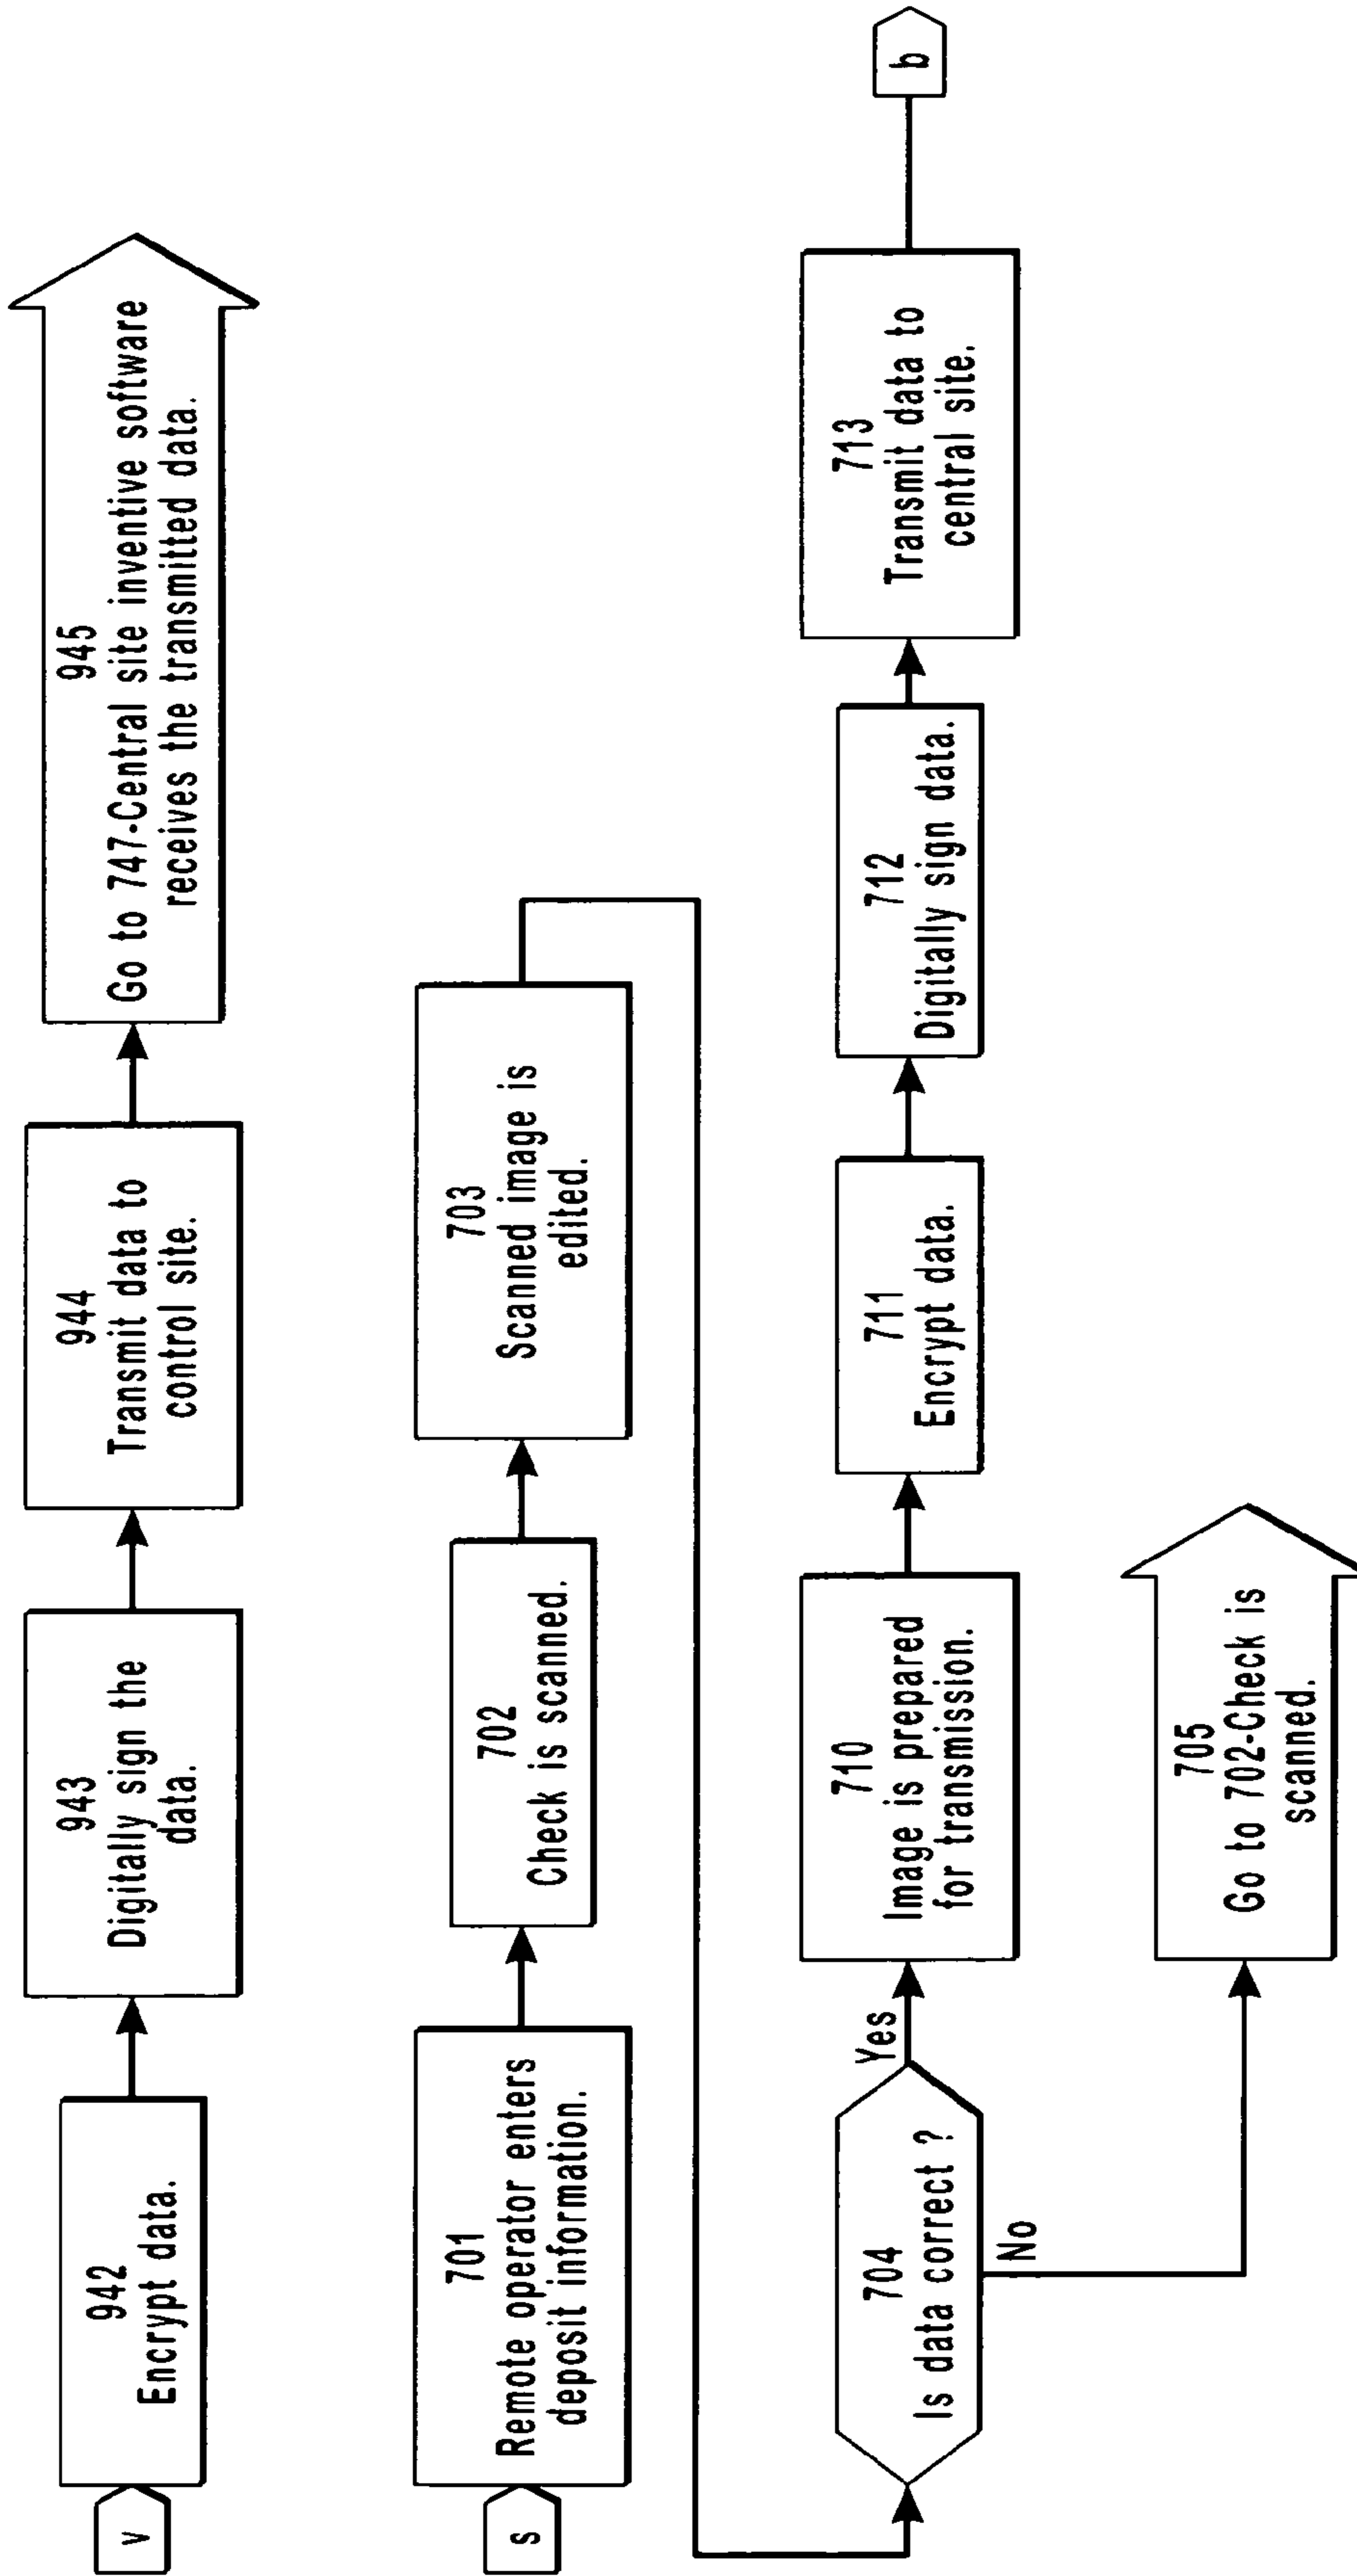 v
942
Encrypt data.
943
Digitally sign the
data.
944
Transmit data to
control site.
945
Go to 747-Central site inventive software
receives the transmitted data.
s
701
Remote operator enters
deposit information.
702
Check is scanned.
703
Scanned image is
edited.
704
Is data correct ?
Yes
No
710
Image is prepared
for transmission.
711
Encrypt data.
712
Digitally sign data.
713
Transmit data to
central site.
b
705
Go to 702-Check is
scanned.